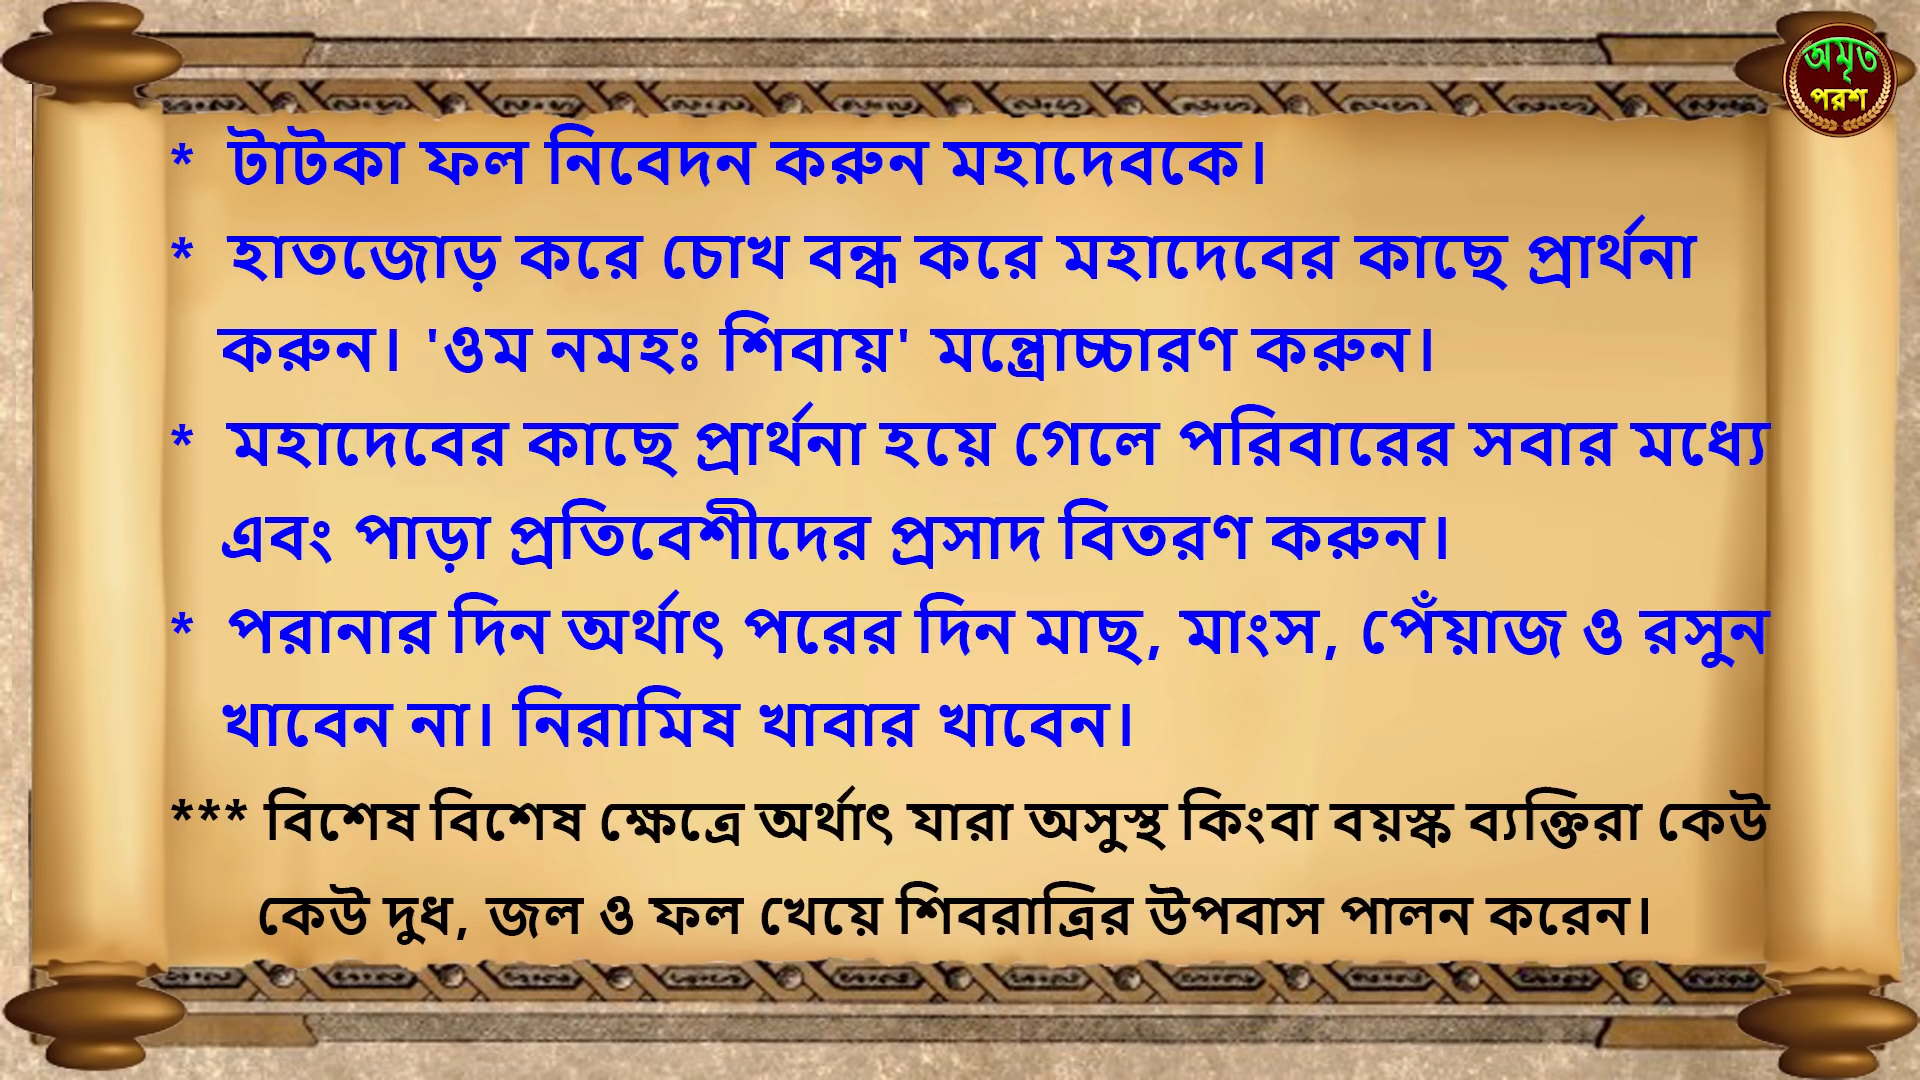 অমৃত
পরশ
* টাটকা ফল নিবেদন করুন মহাদেবকে।
* হাতজোড় করে চোখ বন্ধ করে মহাদেবের কাছে প্রার্থনা
করুন। 'ওম নমহঃ শিবায়' মন্ত্রোচ্চারণ করুন।
* মহাদেবের কাছে প্রার্থনা হয়ে গেলে পরিবারের সবার মধ্যে
এবং পাড়া প্রতিবেশীদের প্রসাদ বিতরণ করুন।
* পরানার দিন অর্থাৎ পরের দিন মাছ, মাংস, পেঁয়াজ ও রসুন
খাবেন না। নিরামিষ খাবার খাবেন।
*** বিশেষ বিশেষ ক্ষেত্রে অর্থাৎ যারা অসুস্থ কিংবা বয়স্ক ব্যক্তিরা কেউ
কেউ দুধ, জল ও ফল খেয়ে শিবরাত্রির উপবাস পালন করেন।